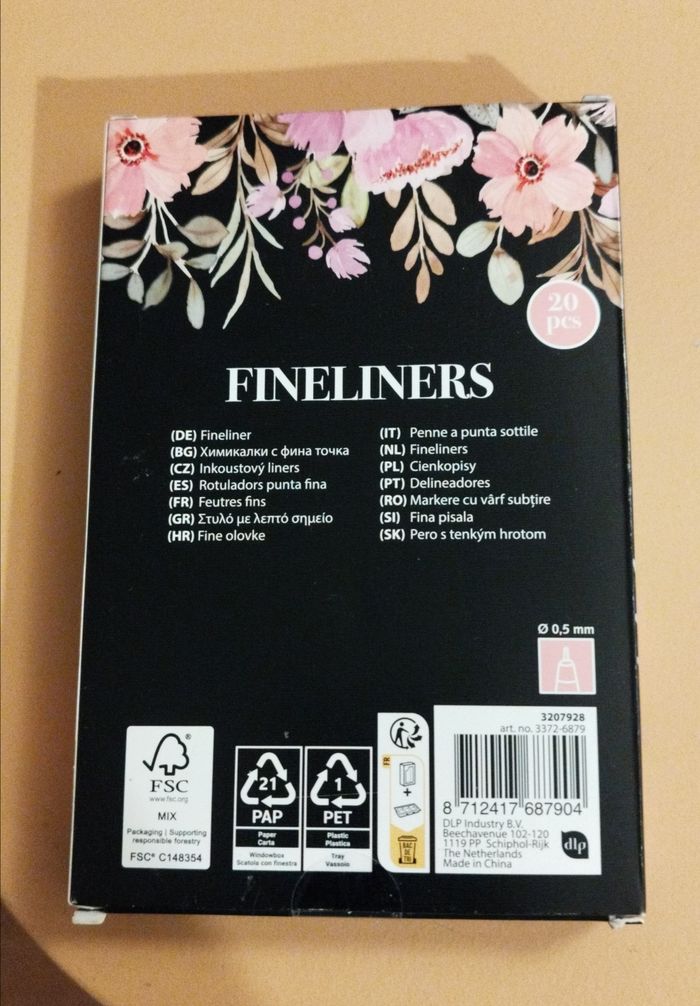 20
pcs
FINELINERS
(DE) Fineliner
(BG) Химикалки с фина точка
(CZ) Inkoustový liners
(ES) Rotuladors punta fina
(FR) Feutres fins
(GR) Στυλό με λεπτό σημείο
(HR) Fine olovke
(IT) Penne a punta sottile
(NL) Fineliners
(PL) Cienkopisy
(PT) Delineadores
(RO) Markere cu vârf subțire
(SI) Fina pisala
(SK) Pero s tenkým hrotom
Ø 0,5 mm
®
FSC
www.fsc.org
MIX
Packaging | Supporting
responsible forestry
FSC® C148354
21
PAP
Paper
Carta
Windowbox
Scatola con finestra
1
PET
Plastic
Plastica
Tray
Vassoio
FR
+
BAC
DE
TRI
3207928
art. no. 3372-6879
8 712417 687904
DLP Industry B.V.
Beechavenue 102-120
1119 PP Schiphol-Rijk
The Netherlands
Made in China
dlp